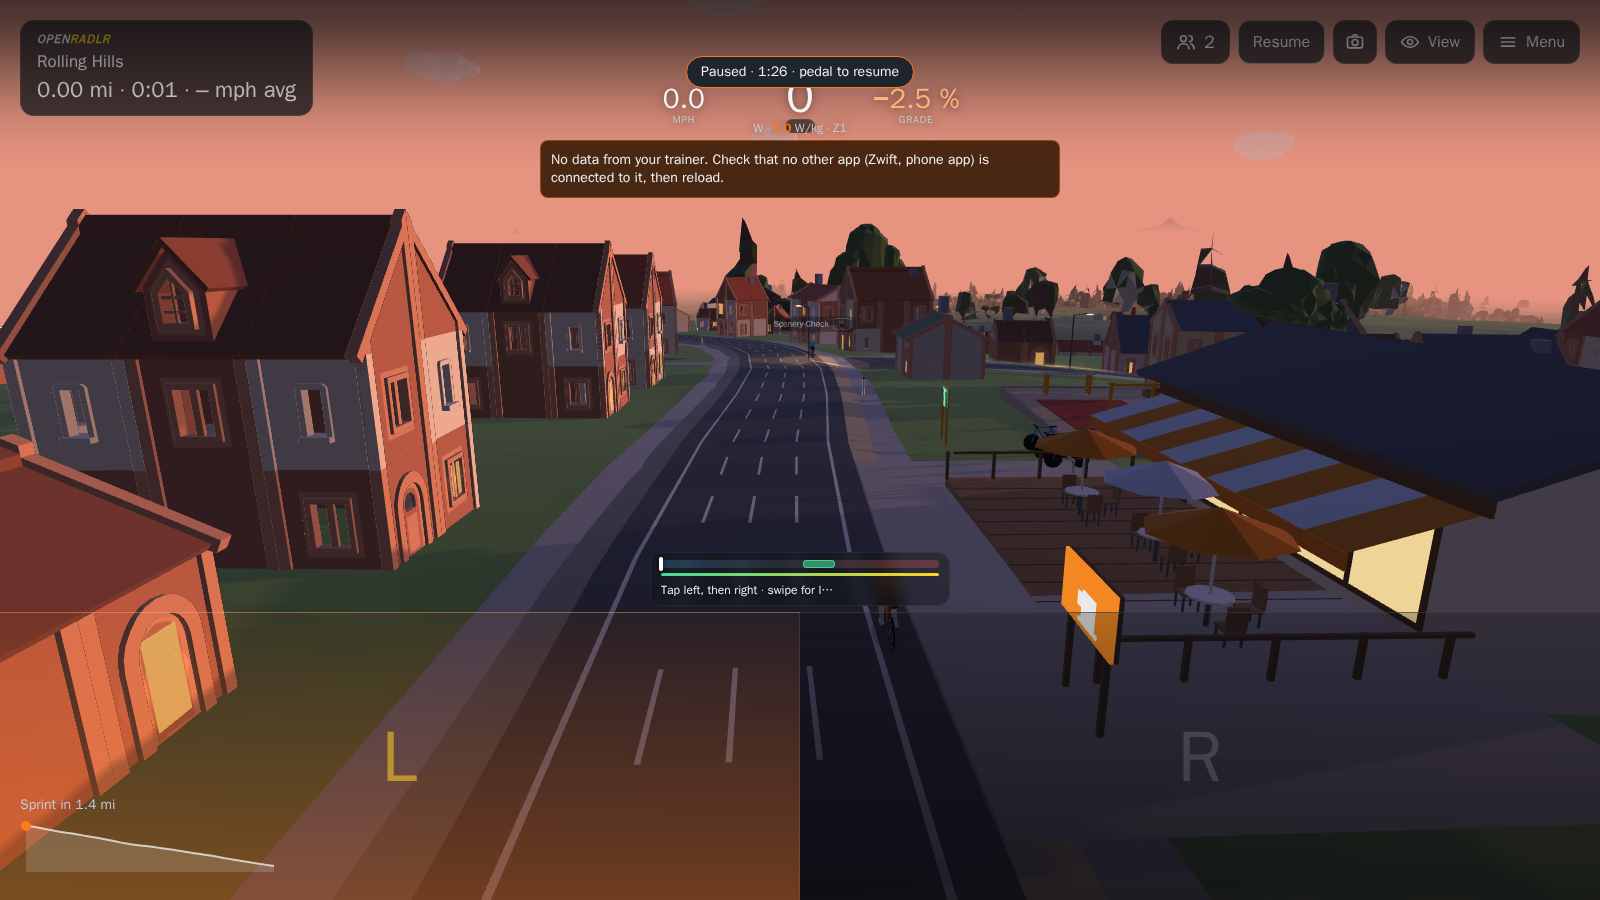 OPENRADLR
Rolling Hills
0.00 mi · 0:01 · – mph avg
Paused · 1:26 · pedal to resume
2
Resume
View
Menu
0.0
MPH
0
W · 0.0 W/kg · Z1
−2.5 %
GRADE
No data from your trainer. Check that no other app (Zwift, phone app) is
connected to it, then reload.
Scenery Check
Tap left, then right · swipe for l···
L
R
Sprint in 1.4 mi